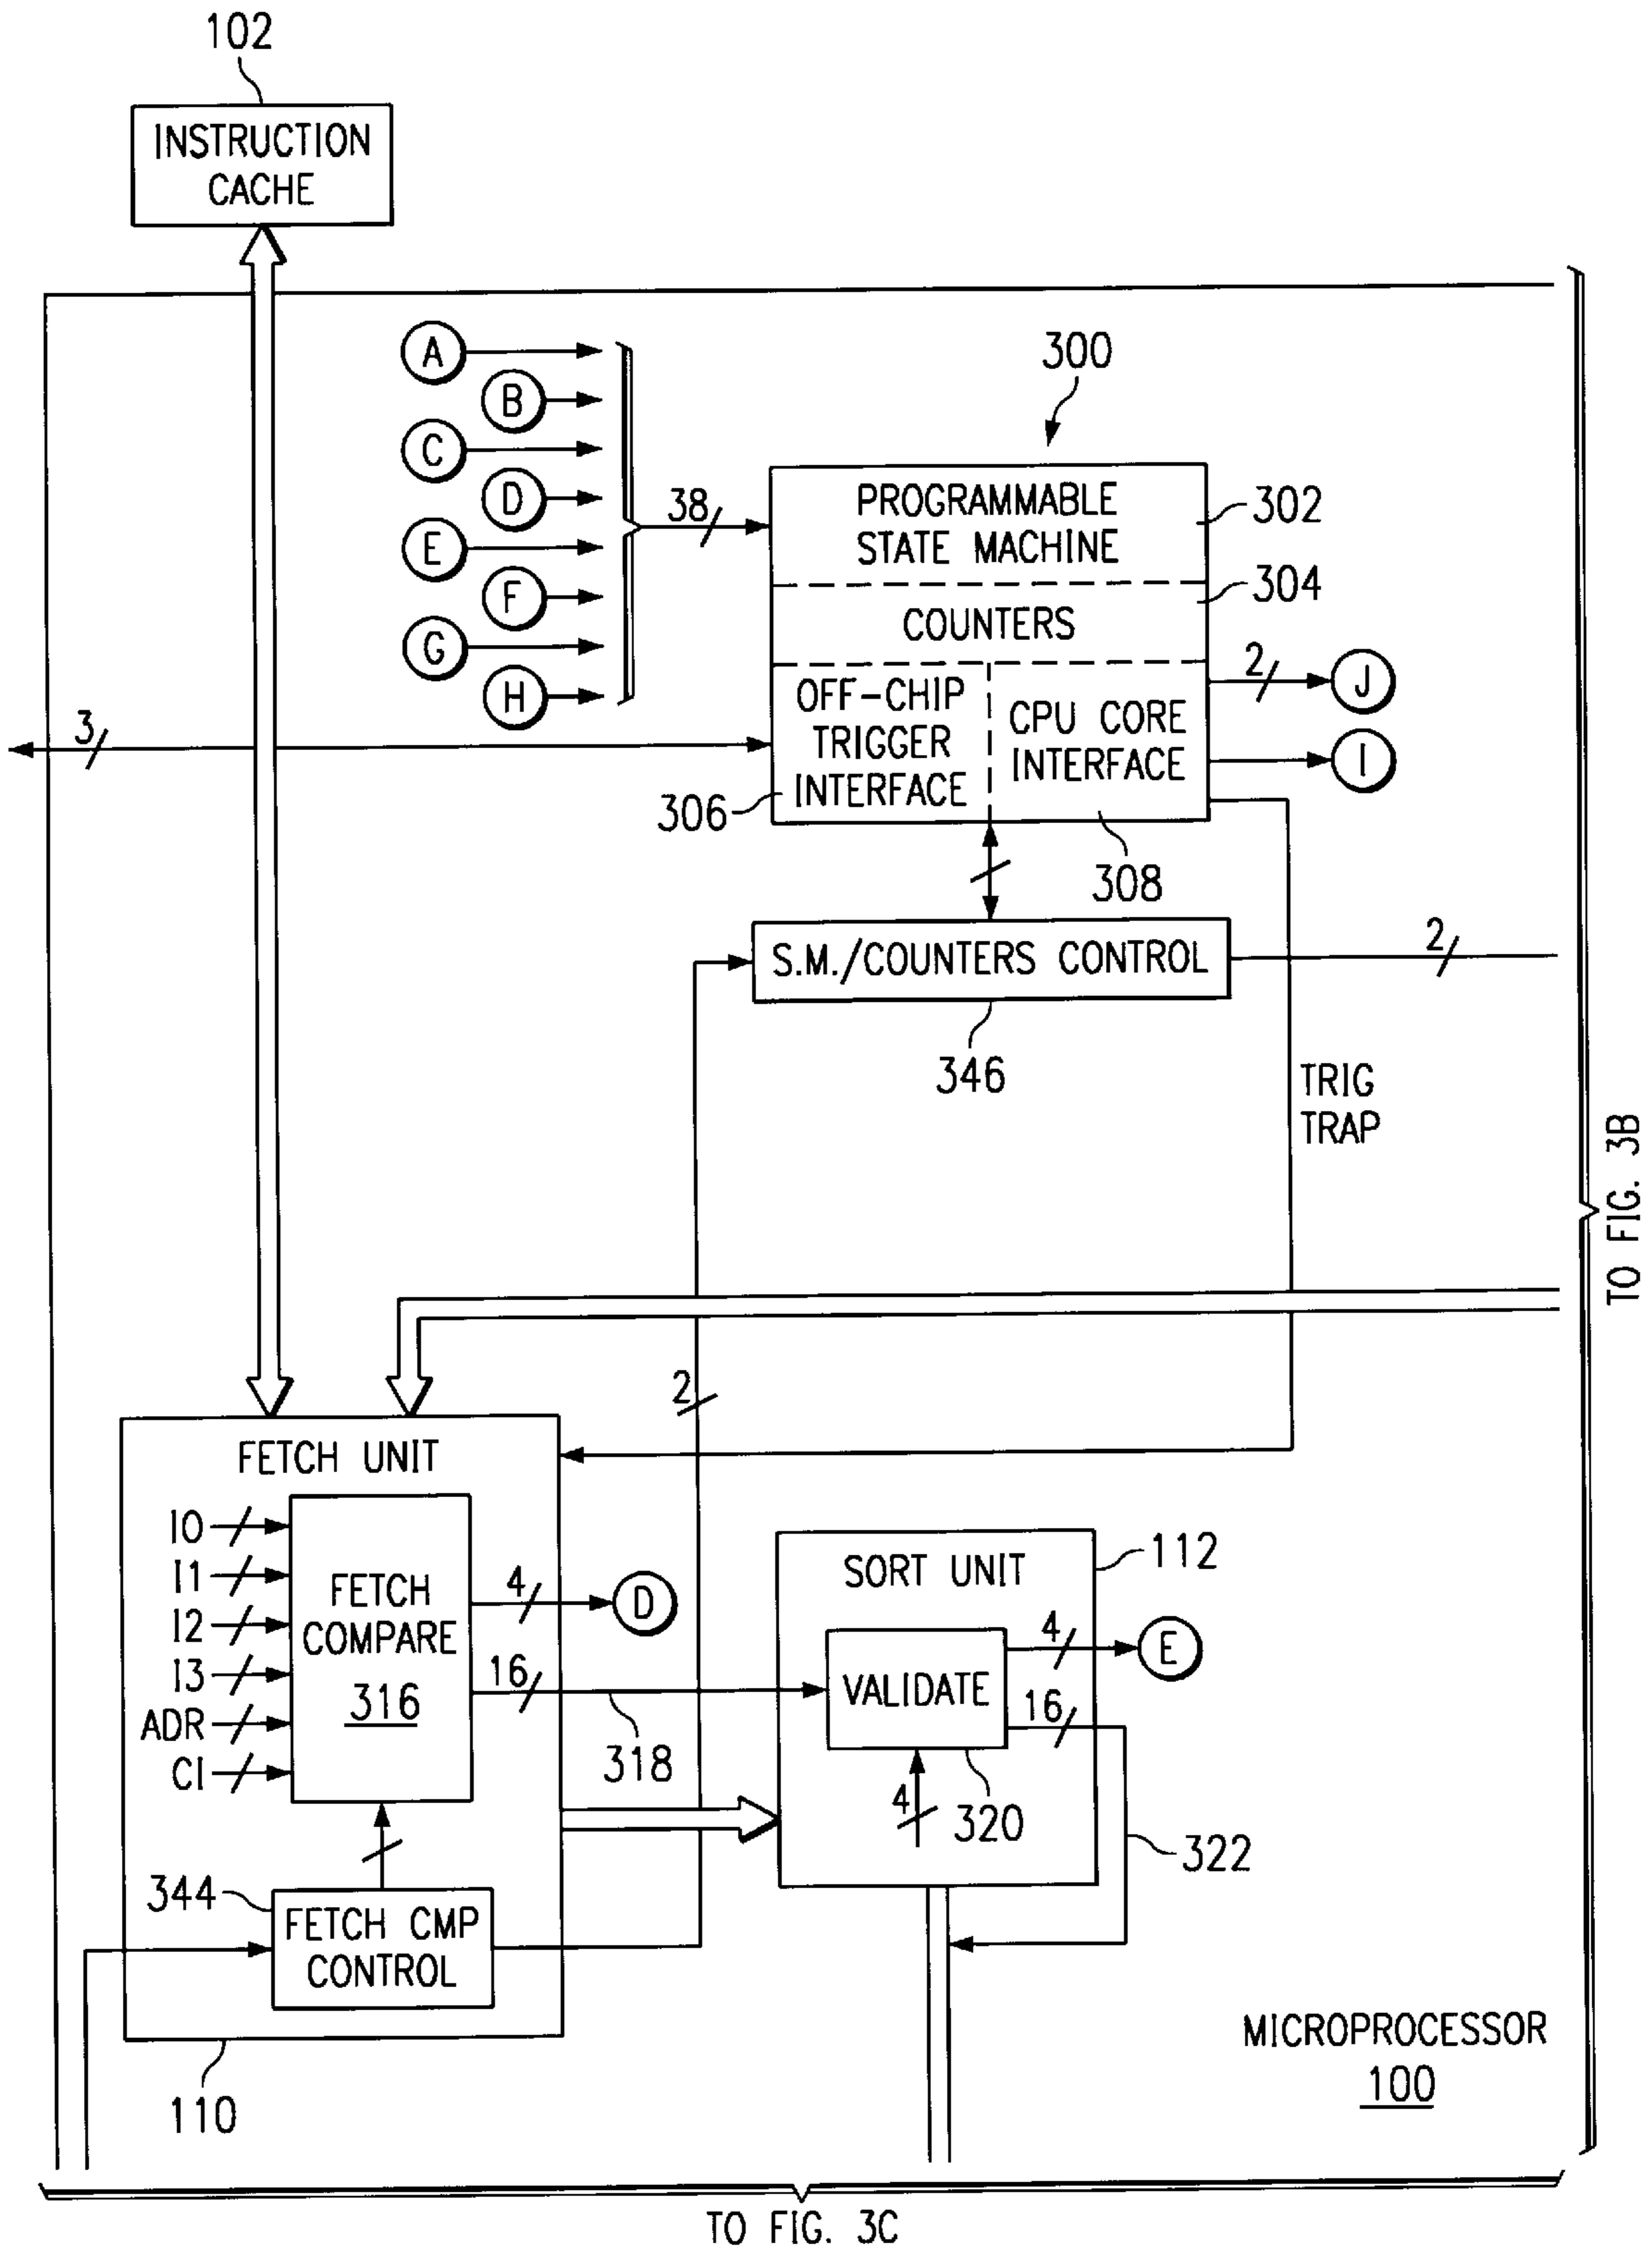 102
INSTRUCTION
CACHE
A
B
C
D
E
F
G
H
38
300
PROGRAMMABLE
STATE MACHINE
302
304
COUNTERS
OFF-CHIP
TRIGGER
INTERFACE
306
CPU CORE
INTERFACE
308
2
J
I
3
S.M./COUNTERS CONTROL
2
346
TRIG
TRAP
TO FIG. 3B
2
FETCH UNIT
I0
I1
I2
I3
ADR
CI
FETCH
COMPARE
316
4
D
16
318
SORT UNIT
112
VALIDATE
4
E
16
4
320
322
344
FETCH CMP
CONTROL
110
MICROPROCESSOR
100
TO FIG. 3C